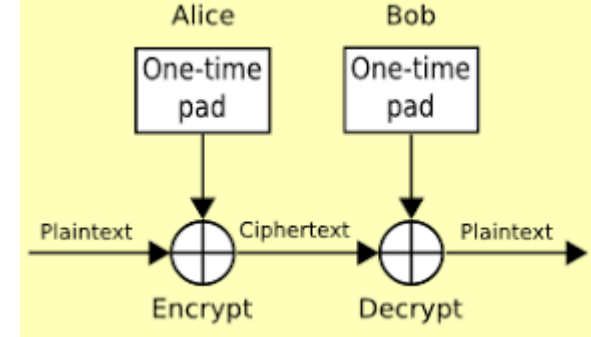 Alice Bob
One-time One-time
pad pad
Plaintext Ciphertext Plaintext
Encrypt Decrypt